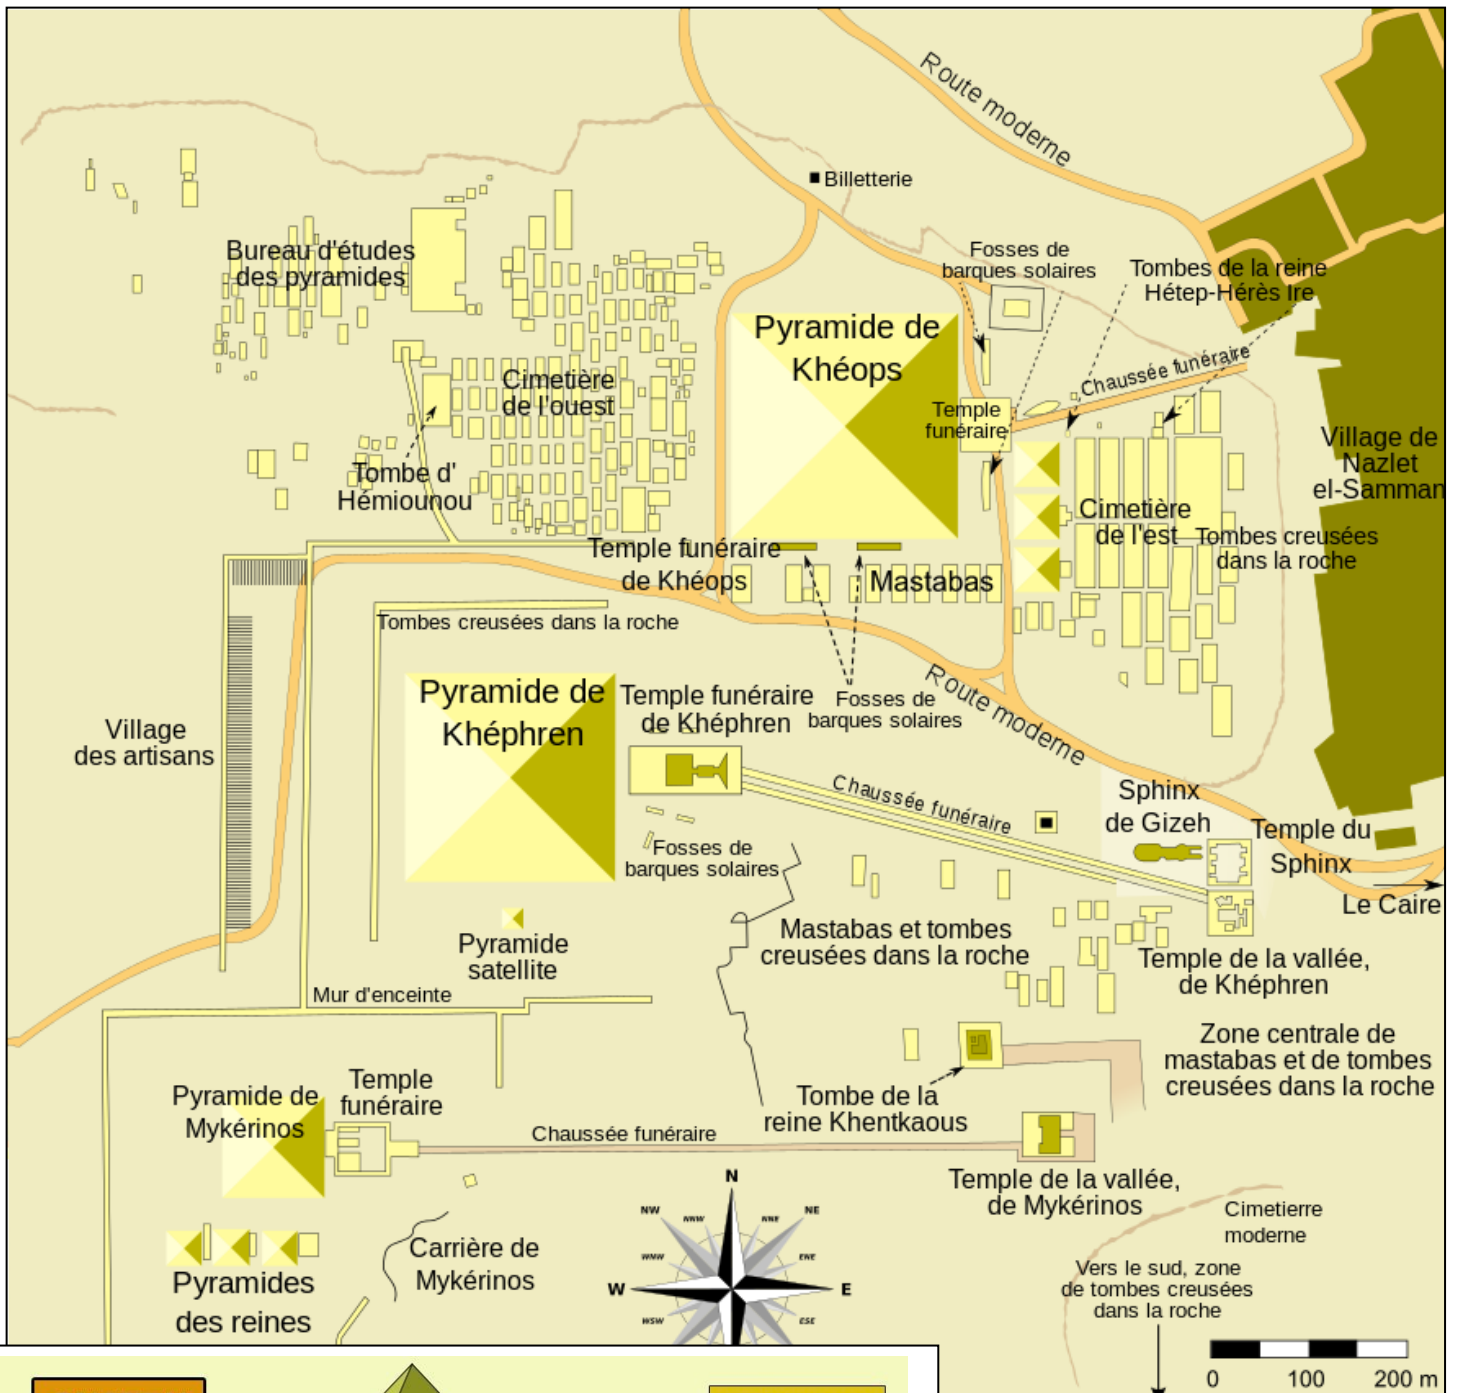 Route moderne
Billetterie
Bureau d'études
des pyramides
Fosses de
barques solaires
Tombes de la reine
Hétep-Hérès Ire
Pyramide de
Khéops
Chaussée funéraire
Cimetière
de l'ouest
Temple
funéraire
Village de
Nazlet
el-Samman
Tombe d'
Hémiounou
Cimetière
de l'est
Tombes creusées
dans la roche
Temple funéraire
de Khéops
Mastabas
Tombes creusées dans la roche
Pyramide de
Khéphren
Temple funéraire
de Khéphren
Fosses de
barques solaires
Route moderne
Village
des artisans
Chaussée funéraire
Sphinx
de Gizeh
Temple du
Sphinx
Fosses de
barques solaires
Le Caire
Pyramide
satellite
Mastabas et tombes
creusées dans la roche
Temple de la vallée,
de Khéphren
Mur d'enceinte
Zone centrale de
mastabas et de tombes
creusées dans la roche
Pyramide de
Mykérinos
Temple
funéraire
Tombe de la
reine Khentkaous
Chaussée funéraire
Temple de la vallée,
de Mykérinos
N
NW
NNW
NNE
NE
WNW
ENE
W
E
WSW
ESE
Cimetierre
moderne
Carrière de
Mykérinos
Pyramides
des reines
Vers le sud, zone
de tombes creusées
dans la roche
0 100 200 m